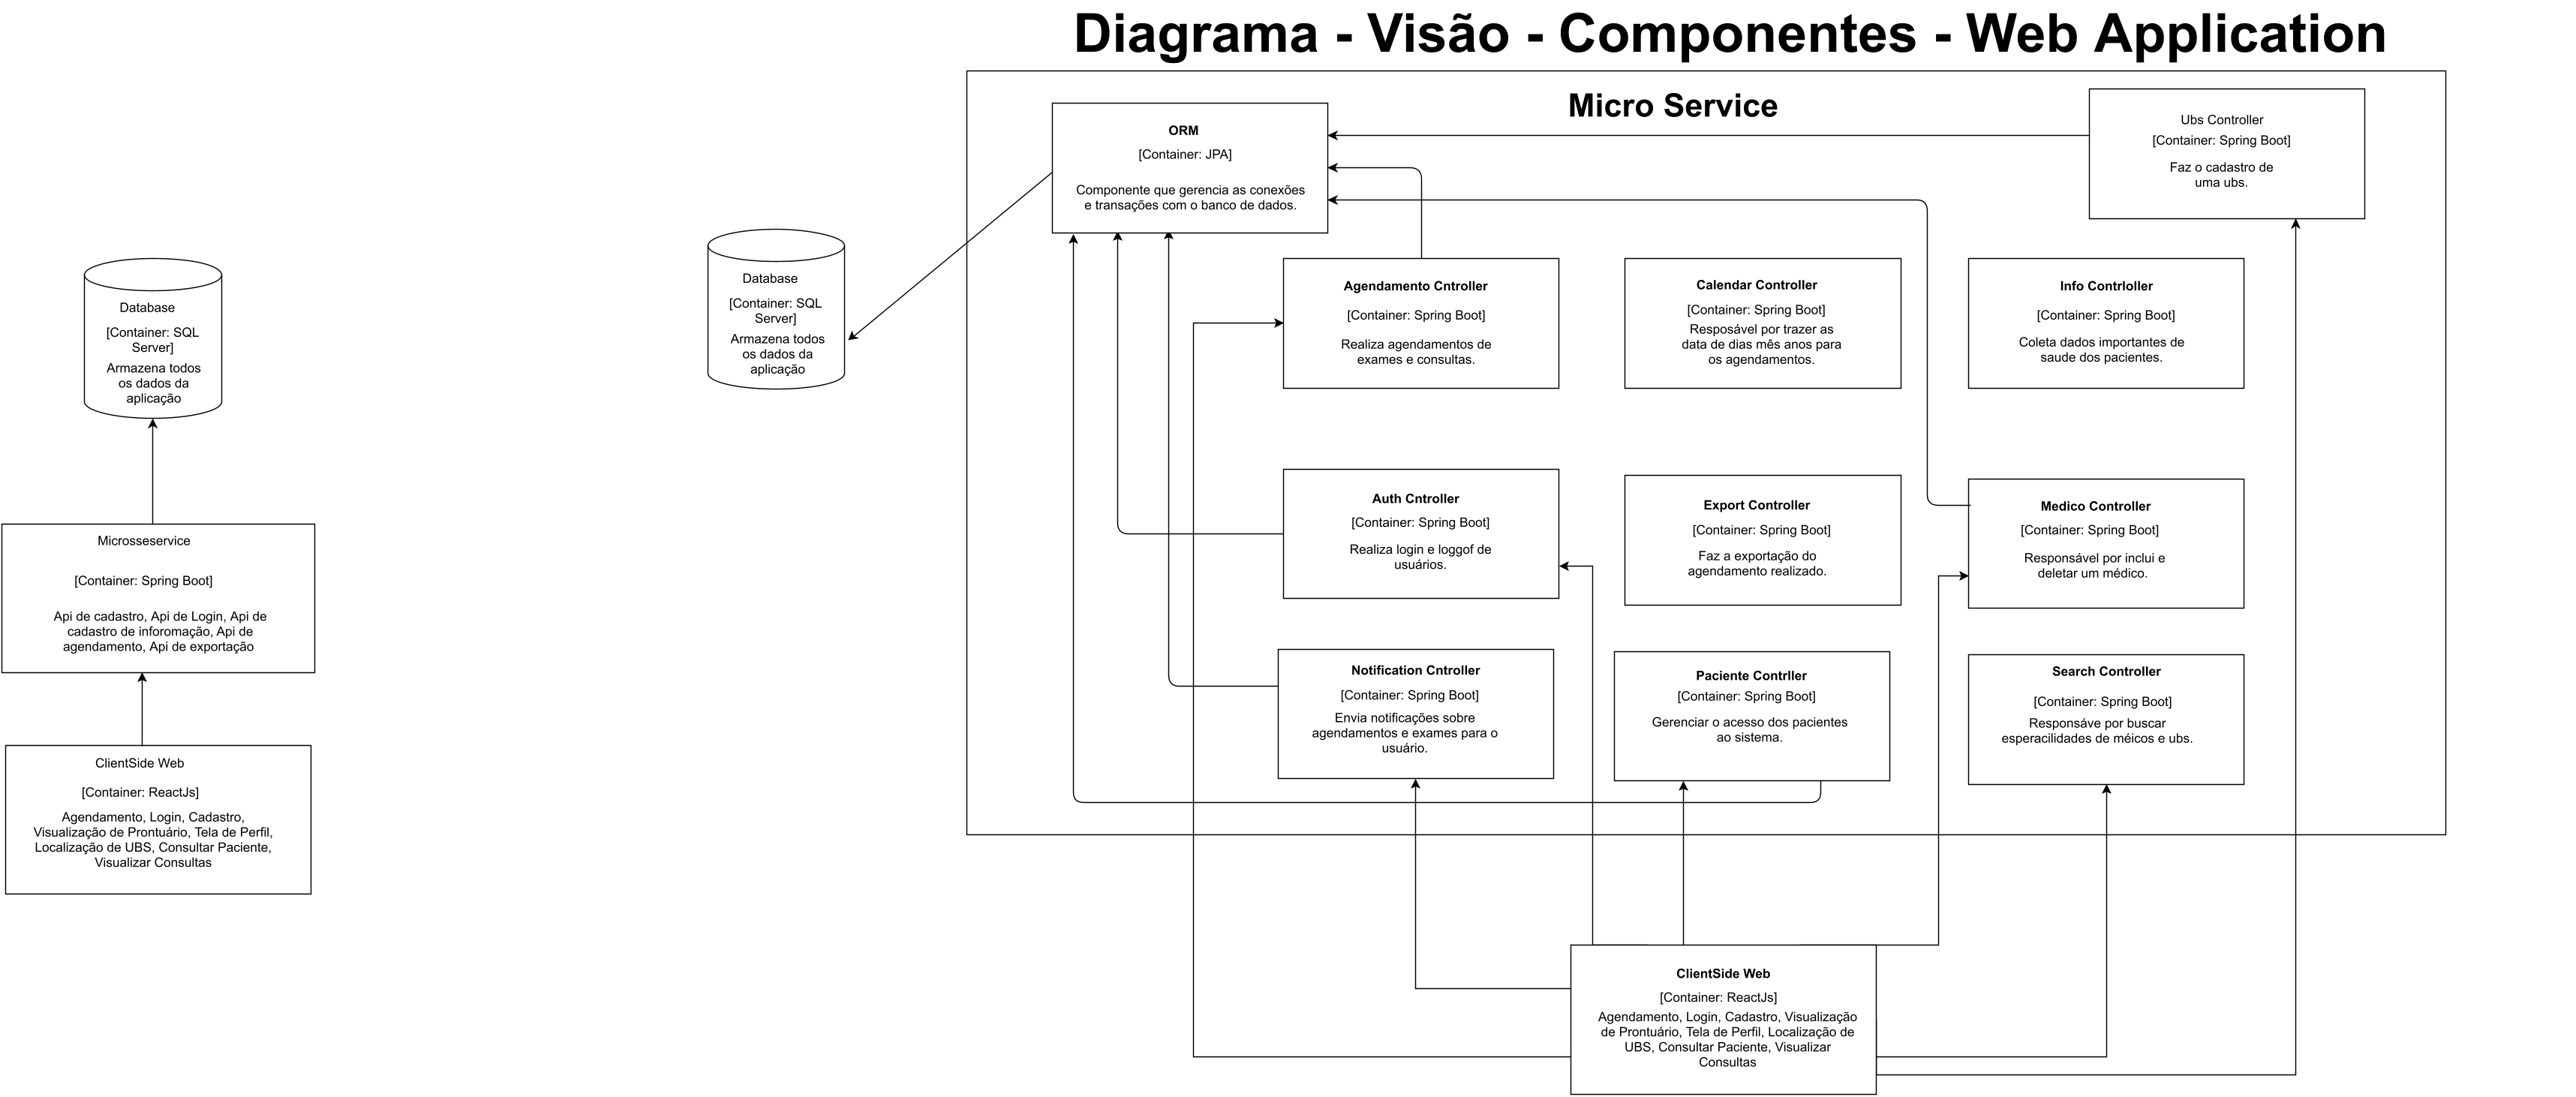 Diagrama - Visão - Componentes - Web Application
Micro Service
ORM
[Container: JPA]
Componente que gerencia as conexões
e transações com o banco de dados.
Ubs Controller
[Container: Spring Boot]
Faz o cadastro de
uma ubs.
Database
[Container: SQL
Server]
Armazena todos
os dados da
aplicação
Database
[Container: SQL
Server]
Armazena todos
os dados da
aplicação
Agendamento Cntroller
[Container: Spring Boot]
Realiza agendamentos de
exames e consultas.
Calendar Controller
[Container: Spring Boot]
Resposável por trazer as
data de dias mês anos para
os agendamentos.
Info Contrloller
[Container: Spring Boot]
Coleta dados importantes de
saude dos pacientes.
Auth Cntroller
[Container: Spring Boot]
Realiza login e loggof de
usuários.
Export Controller
[Container: Spring Boot]
Faz a exportação do
agendamento realizado.
Medico Controller
[Container: Spring Boot]
Responsável por inclui e
deletar um médico.
Microsseservice
[Container: Spring Boot]
Api de cadastro, Api de Login, Api de
cadastro de inforomação, Api de
agendamento, Api de exportação
Notification Cntroller
[Container: Spring Boot]
Envia notificações sobre
agendamentos e exames para o
usuário.
Paciente Contrller
[Container: Spring Boot]
Gerenciar o acesso dos pacientes
ao sistema.
Search Controller
[Container: Spring Boot]
Responsáve por buscar
esperacilidades de méicos e ubs.
ClientSide Web
[Container: ReactJs]
Agendamento, Login, Cadastro,
Visualização de Prontuário, Tela de Perfil,
Localização de UBS, Consultar Paciente,
Visualizar Consultas
ClientSide Web
[Container: ReactJs]
Agendamento, Login, Cadastro, Visualização
de Prontuário, Tela de Perfil, Localização de
UBS, Consultar Paciente, Visualizar
Consultas